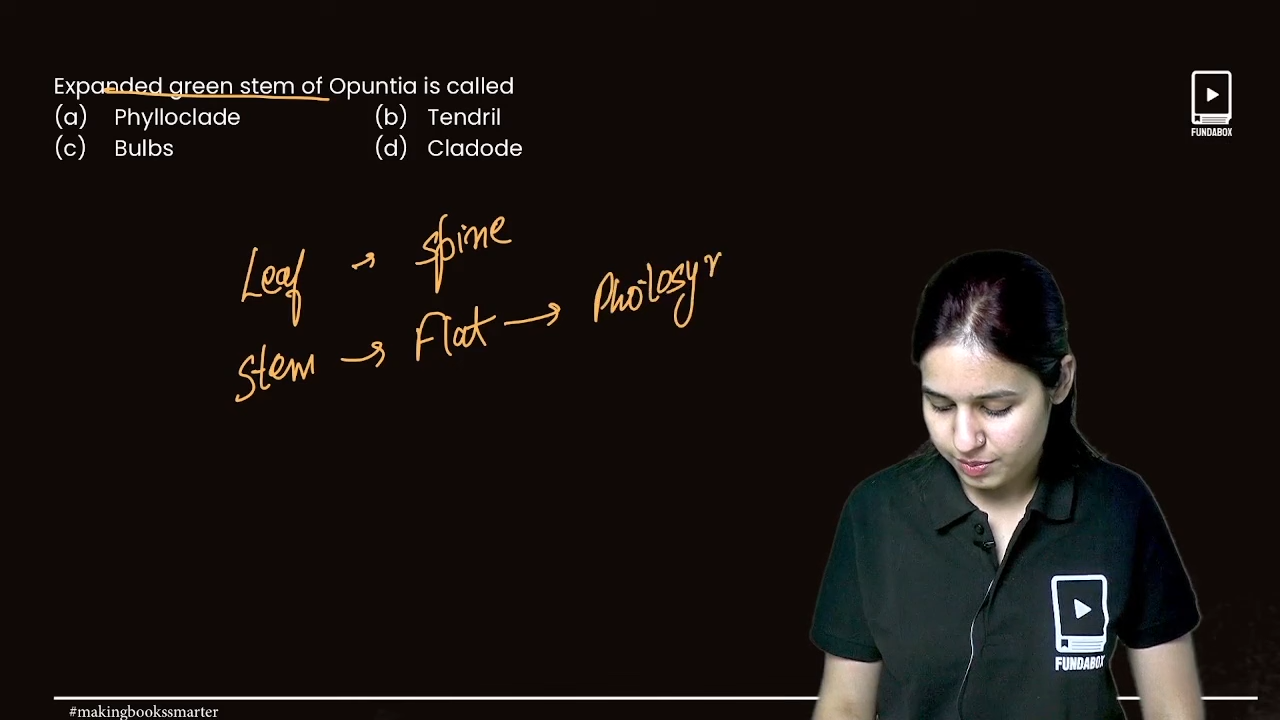 Expanded green stem of Opuntia is called
(a) Phylloclade (b) Tendril
(c) Bulbs (d) Cladode
FUNDABOX
Leaf → Spine
Stem → Flat → Photosyn
FUNDABOX
#makingbookssmarter